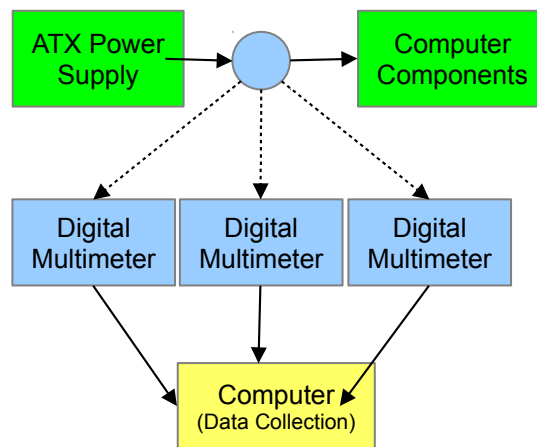 ATX Power
Supply
Computer
Components
Digital
Multimeter
Digital
Multimeter
Digital
Multimeter
Computer
(Data Collection)